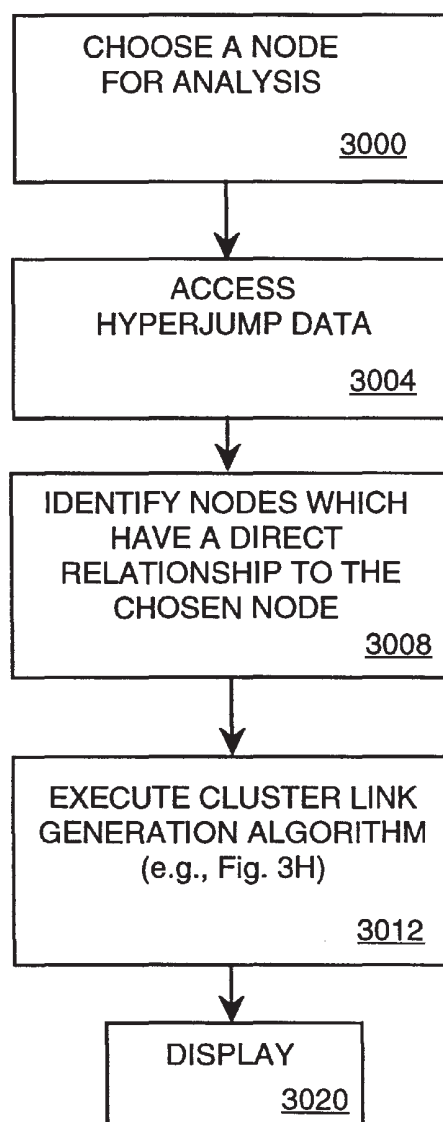 CHOOSE A NODE
FOR ANALYSIS
3000
ACCESS
HYPERJUMP DATA
3004
IDENTIFY NODES WHICH
HAVE A DIRECT
RELATIONSHIP TO THE
CHOSEN NODE
3008
EXECUTE CLUSTER LINK
GENERATION ALGORITHM
(e.g., Fig. 3H)
3012
DISPLAY
3020